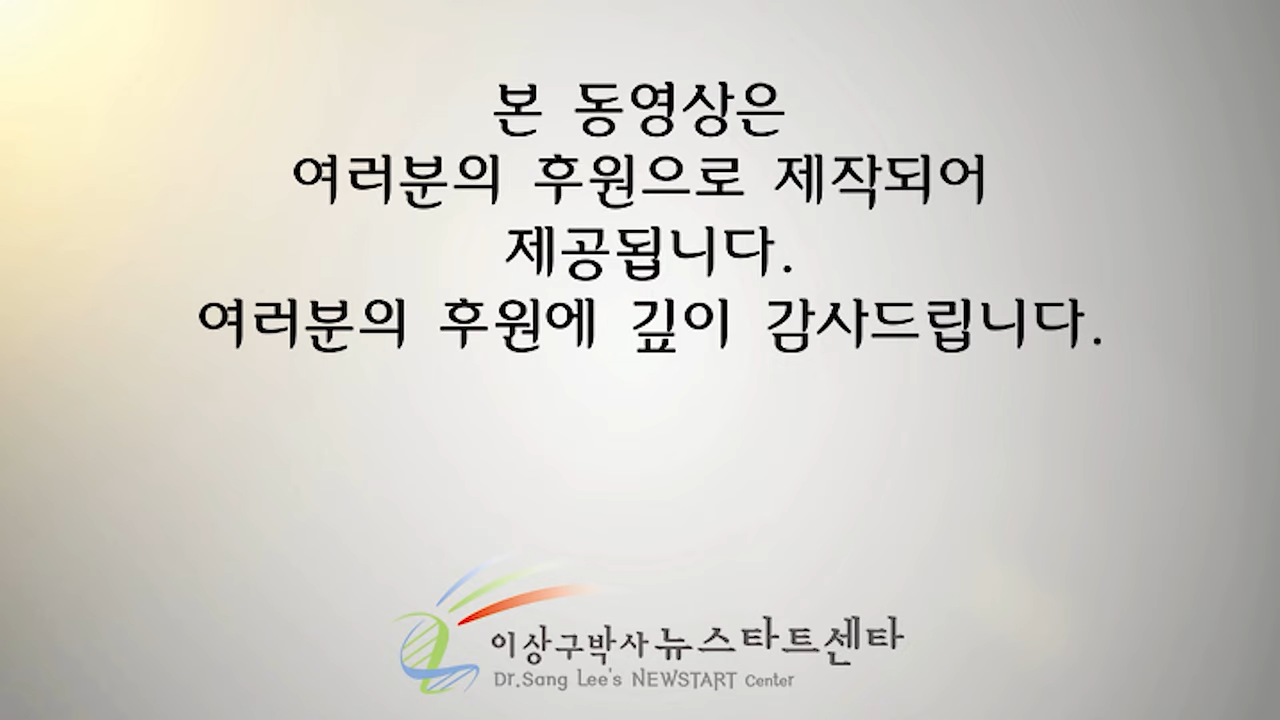 본 동영상은
여러분의 후원으로 제작되어
제공됩니다.
여러분의 후원에 깊이 감사드립니다.
이상구박사 뉴스타트센타
Dr.Sang Lee's NEWSTART Center